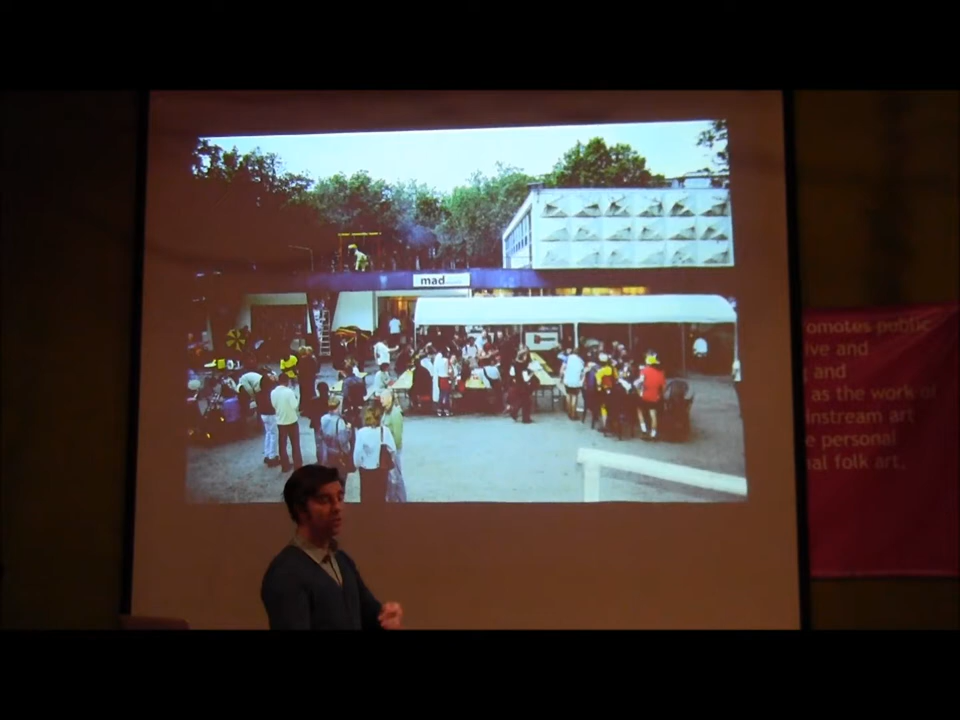 mad
omotes public
ive and
and
as the work of
instream art
e personal
al folk art.